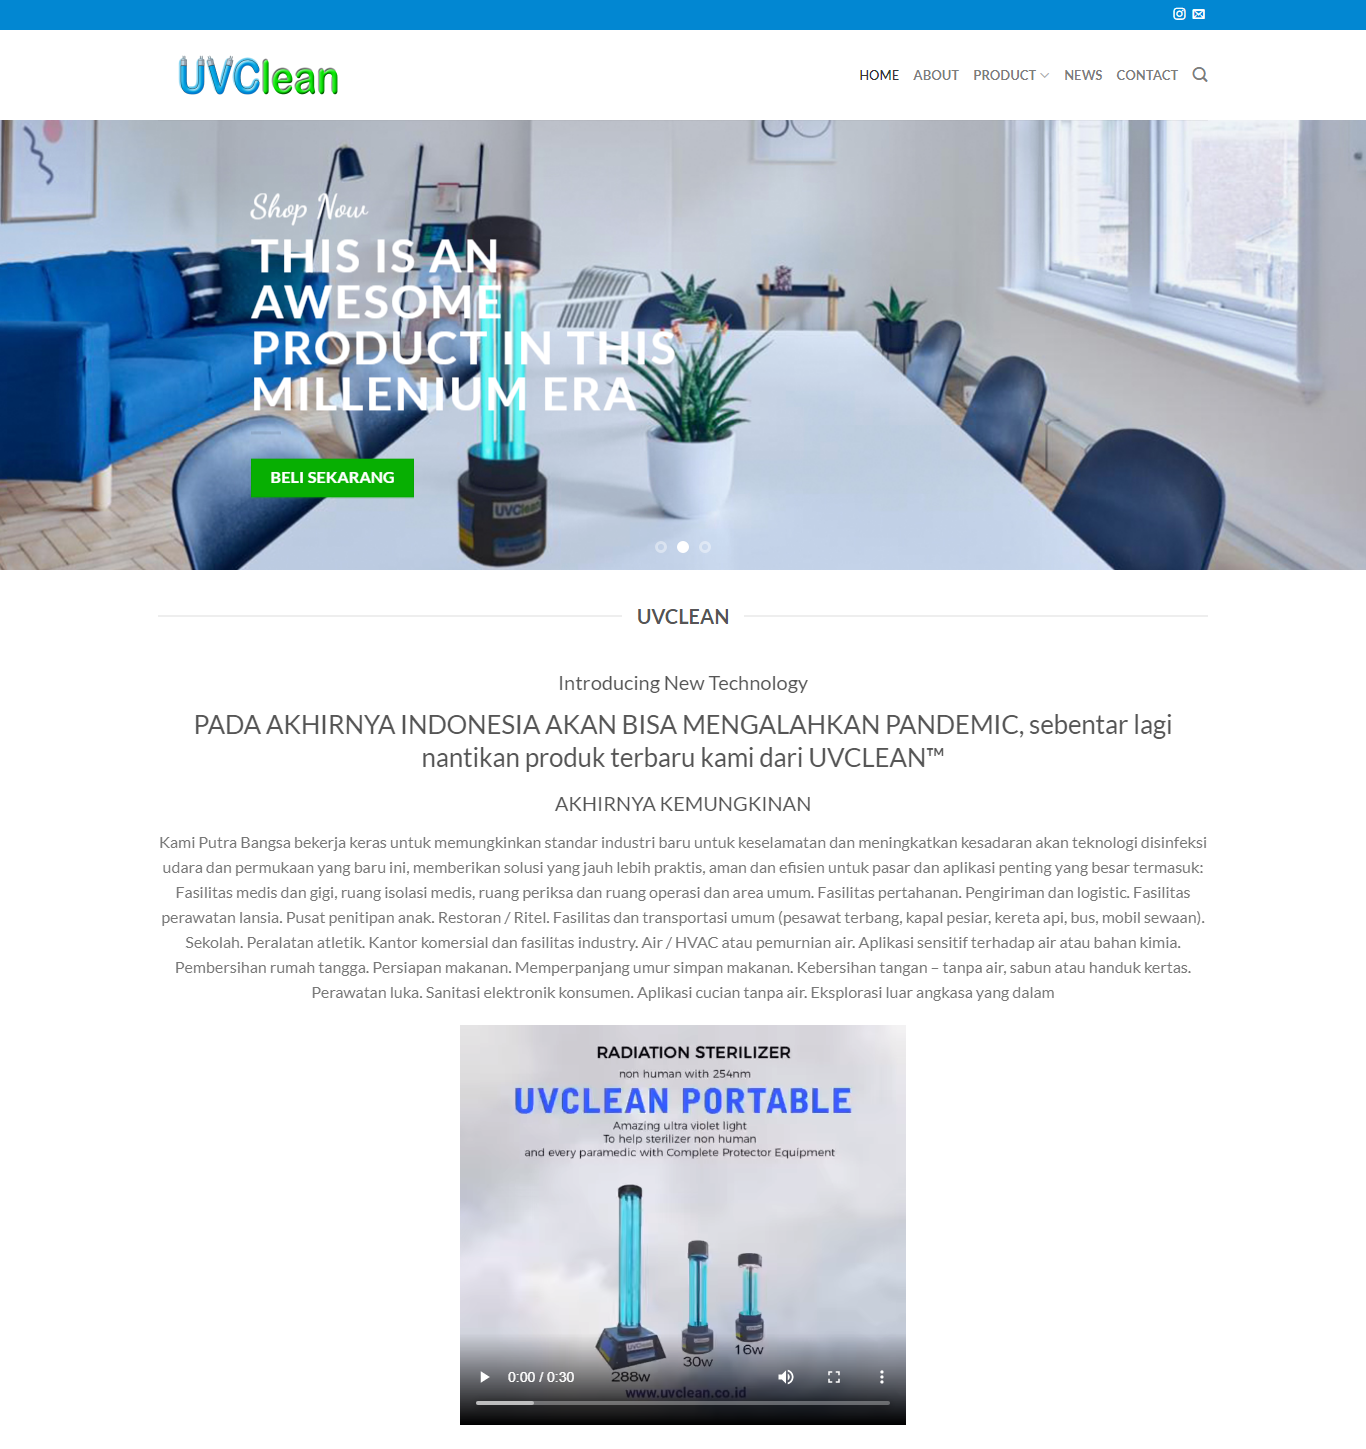 UVClean
HOME ABOUT PRODUCT NEWS CONTACT
Shop Now
THIS IS AN
AWESOME
PRODUCT IN THIS
MILLENIUM ERA
BELI SEKARANG
UVClean
UVCLEAN
Introducing New Technology
PADA AKHIRNYA INDONESIA AKAN BISA MENGALAHKAN PANDEMIC, sebentar lagi
nantikan produk terbaru kami dari UVCLEAN™
AKHIRNYA KEMUNGKINAN
Kami Putra Bangsa bekerja keras untuk memungkinkan standar industri baru untuk keselamatan dan meningkatkan kesadaran akan teknologi disinfeksi
udara dan permukaan yang baru ini, memberikan solusi yang jauh lebih praktis, aman dan efisien untuk pasar dan aplikasi penting yang besar termasuk:
Fasilitas medis dan gigi, ruang isolasi medis, ruang periksa dan ruang operasi dan area umum. Fasilitas pertahanan. Pengiriman dan logistic. Fasilitas
perawatan lansia. Pusat penitipan anak. Restoran / Ritel. Fasilitas dan transportasi umum (pesawat terbang, kapal pesiar, kereta api, bus, mobil sewaan).
Sekolah. Peralatan atletik. Kantor komersial dan fasilitas industry. Air / HVAC atau pemurnian air. Aplikasi sensitif terhadap air atau bahan kimia.
Pembersihan rumah tangga. Persiapan makanan. Memperpanjang umur simpan makanan. Kebersihan tangan – tanpa air, sabun atau handuk kertas.
Perawatan luka. Sanitasi elektronik konsumen. Aplikasi cucian tanpa air. Eksplorasi luar angkasa yang dalam
RADIATION STERILIZER
non human with 254nm
UVCLEAN PORTABLE
Amazing ultra violet light
To help sterilizer non human
and every paramedic with Complete Protector Equipment
UVClean
16w
30w
288w
0:00 / 0:30
www.uvclean.co.id